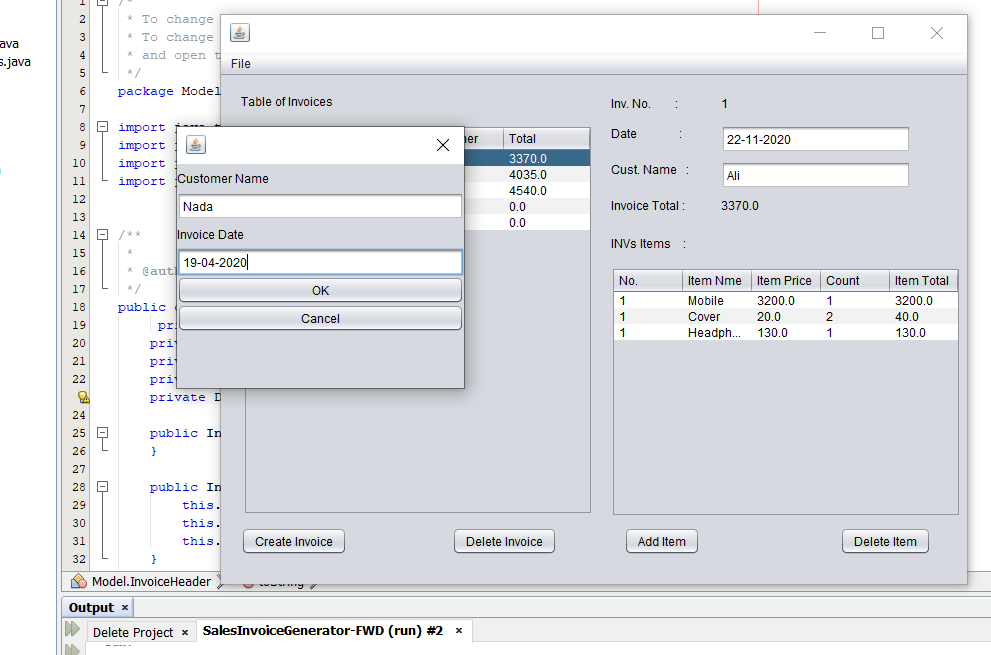 ava
s.java
1 /*
2 * To change
3 * To change
4 * and open t
5 */
6 package Model
7
8 import java.t
9 import
10 import
11 import
12
13
14 /**
15 *
16 * @auth
17 */
18 public
19 pri
20 priv
21 priv
22 priv
private D
24
25 public In
26 }
27
28 public In
29 this.
30 this.
31 this.
32 }
Model.InvoiceHeader toString
Output ×
Delete Project ×
SalesInvoiceGenerator-FWD (run) #2 ×
File
Table of Invoices
er Total
3370.0
4035.0
4540.0
0.0
0.0
Customer Name
Nada
Invoice Date
19-04-2020
OK
Cancel
Inv. No. : 1
Date : 22-11-2020
Cust. Name : Ali
Invoice Total : 3370.0
INVs Items :
No. Item Nme Item Price Count Item Total
1 Mobile 3200.0 1 3200.0
1 Cover 20.0 2 40.0
1 Headph... 130.0 1 130.0
Create Invoice
Delete Invoice
Add Item
Delete Item